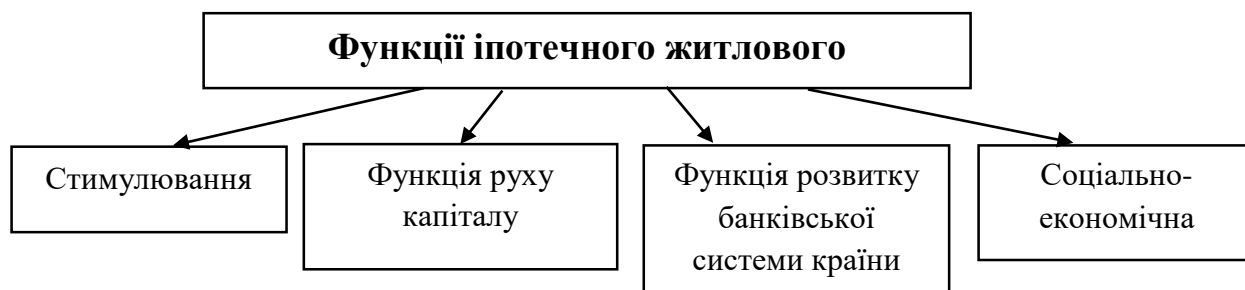 Функції іпотечного житлового
Стимулювання
Функція руху
капіталу
Функція розвитку
банківської
системи країни
Соціально-
економічна